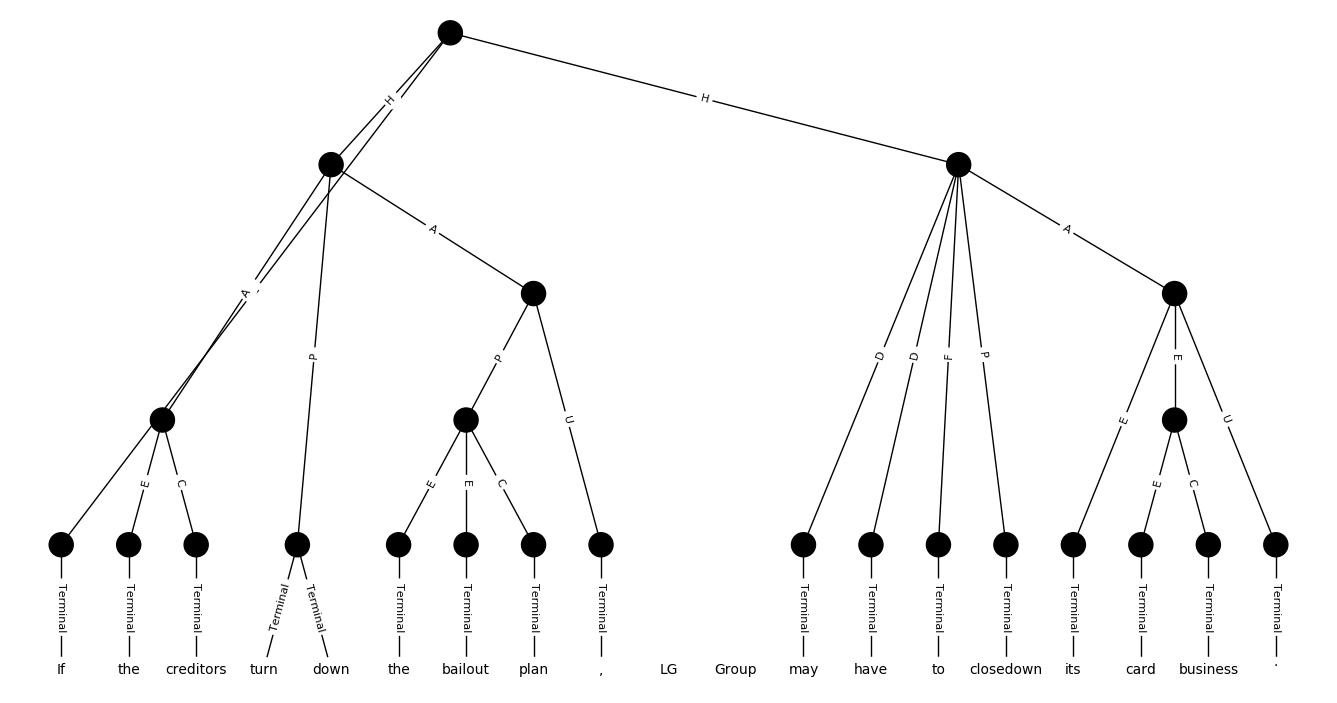 H H
A A A
P D D F P
P U E E U
E C E E C E C
Terminal Terminal Terminal Terminal Terminal Terminal Terminal Terminal Terminal Terminal Terminal Terminal Terminal Terminal Terminal Terminal Terminal
If the creditors turn down the bailout plan , LG Group may have to closedown its card business .